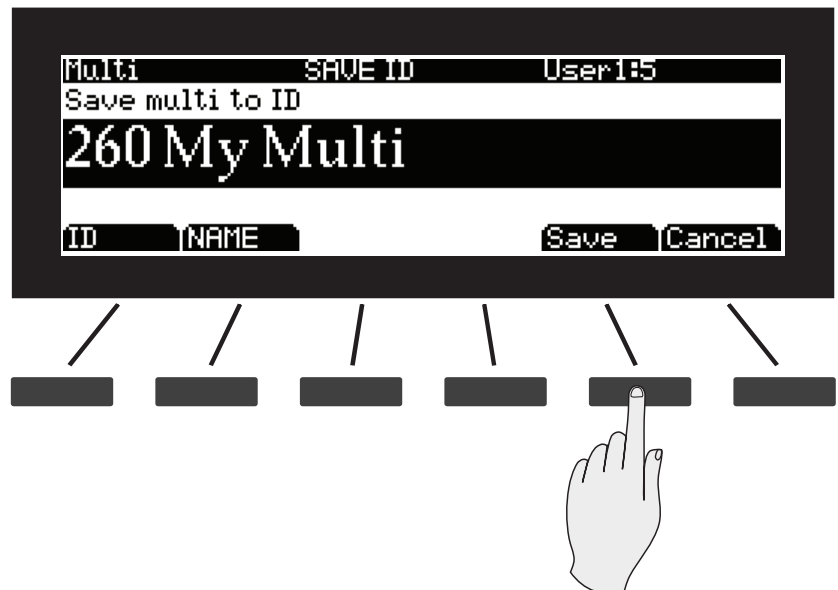 Multi SAVE ID User1:5
Save multi to ID
260 My Multi
ID NAME Save Cancel